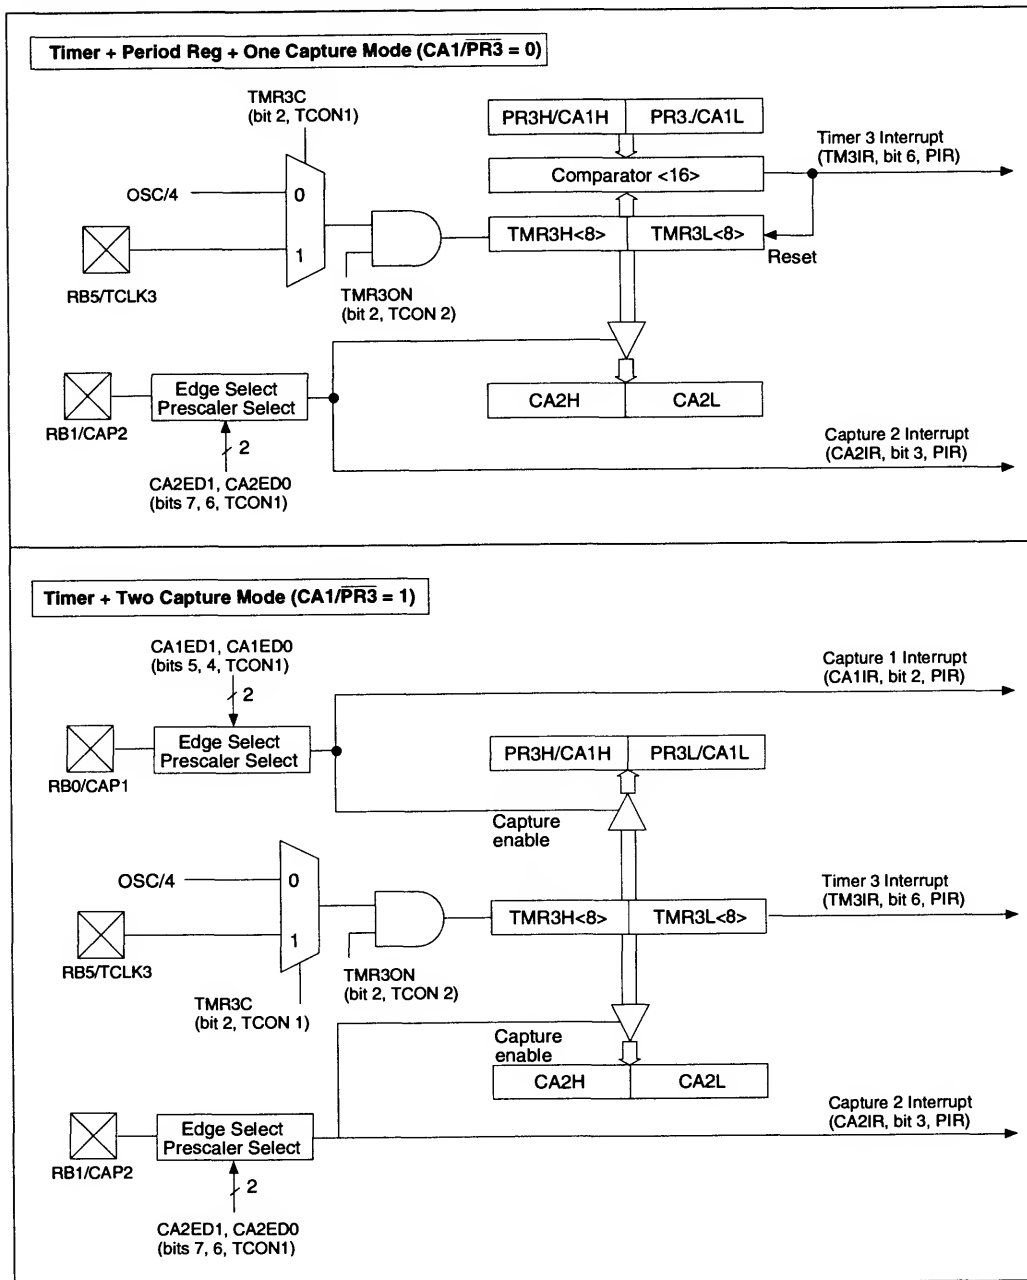 Timer + Period Reg + One Capture Mode (CA1/PR3 = 0)
TMR3C
(bit 2, TCON1)
PR3H/CA1H
PR3./CA1L
Timer 3 Interrupt
(TM3IR, bit 6, PIR)
Comparator <16>
OSC/4
0
TMR3H<8>
TMR3L<8>
1
Reset
RB5/TCLK3
TMR3ON
(bit 2, TCON 2)
Edge Select
Prescaler Select
CA2H
CA2L
RB1/CAP2
2
Capture 2 Interrupt
(CA2IR, bit 3, PIR)
CA2ED1, CA2ED0
(bits 7, 6, TCON1)
Timer + Two Capture Mode (CA1/PR3 = 1)
CA1ED1, CA1ED0
(bits 5, 4, TCON1)
Capture 1 Interrupt
(CA1IR, bit 2, PIR)
2
Edge Select
Prescaler Select
PR3H/CA1H
PR3L/CA1L
RB0/CAP1
Capture
enable
OSC/4
0
Timer 3 Interrupt
(TM3IR, bit 6, PIR)
TMR3H<8>
TMR3L<8>
1
RB5/TCLK3
TMR3ON
(bit 2, TCON 2)
TMR3C
(bit 2, TCON 1)
Capture
enable
CA2H
CA2L
Capture 2 Interrupt
(CA2IR, bit 3, PIR)
Edge Select
Prescaler Select
RB1/CAP2
2
CA2ED1, CA2ED0
(bits 7, 6, TCON1)